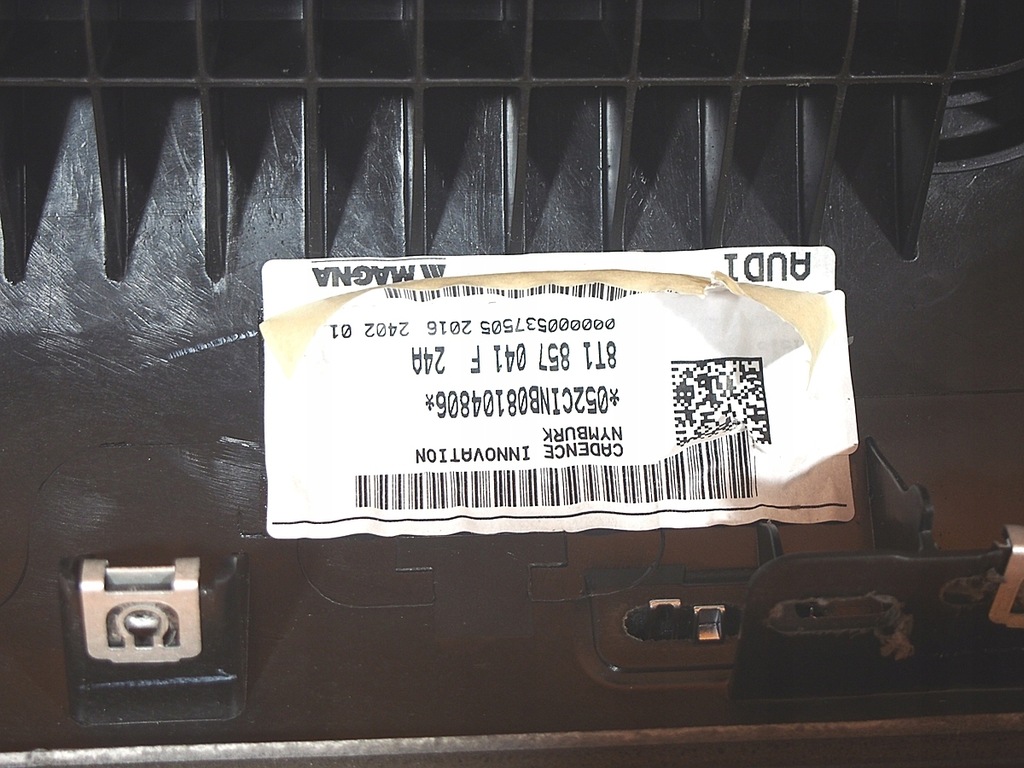 AUDI
MAGNA
000000537505 2016 2402 01
8T1 857 041 F 24A
*052CINB08104806*
CADENCE INNOVATION
NYMBURK